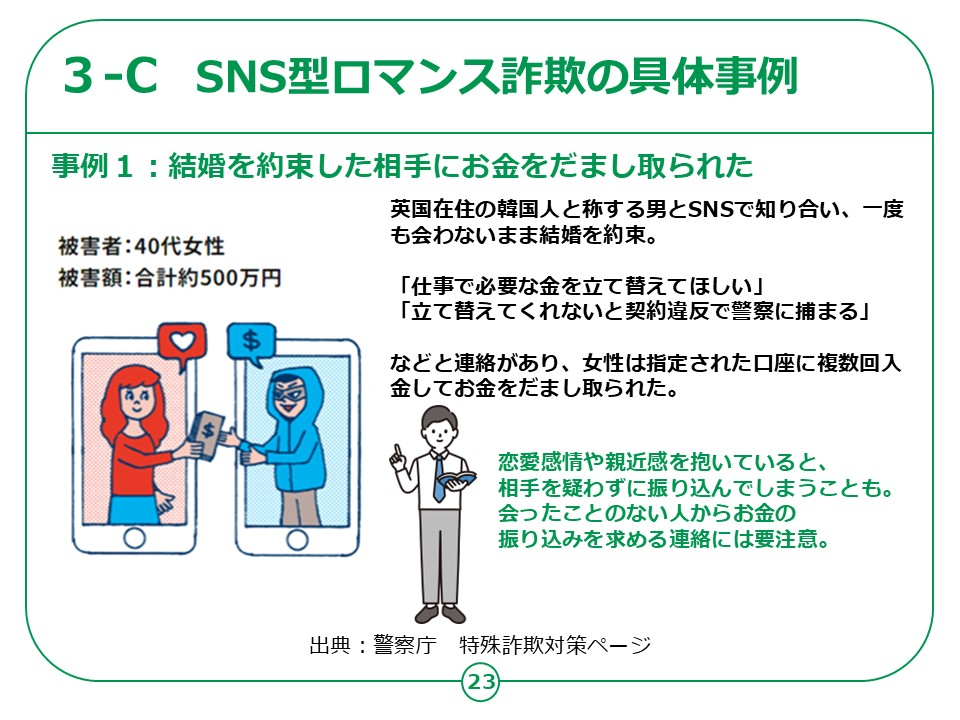 ３-C　SNS型ロマンス詐欺の具体事例
事例１：結婚を約束した相手にお金をだまし取られた
被害者：40代女性
被害額：合計約500万円
$
$
英国在住の韓国人と称する男とSNSで知り合い、一度
も会わないまま結婚を約束。
「仕事で必要な金を立て替えてほしい」
「立て替えてくれないと契約違反で警察に捕まる」
などと連絡があり、女性は指定された口座に複数回入
金してお金をだまし取られた。
恋愛感情や親近感を抱いていると、
相手を疑わずに振り込んでしまうことも。
会ったことのない人からお金の
振り込みを求める連絡には要注意。
出典：警察庁　特殊詐欺対策ページ
23